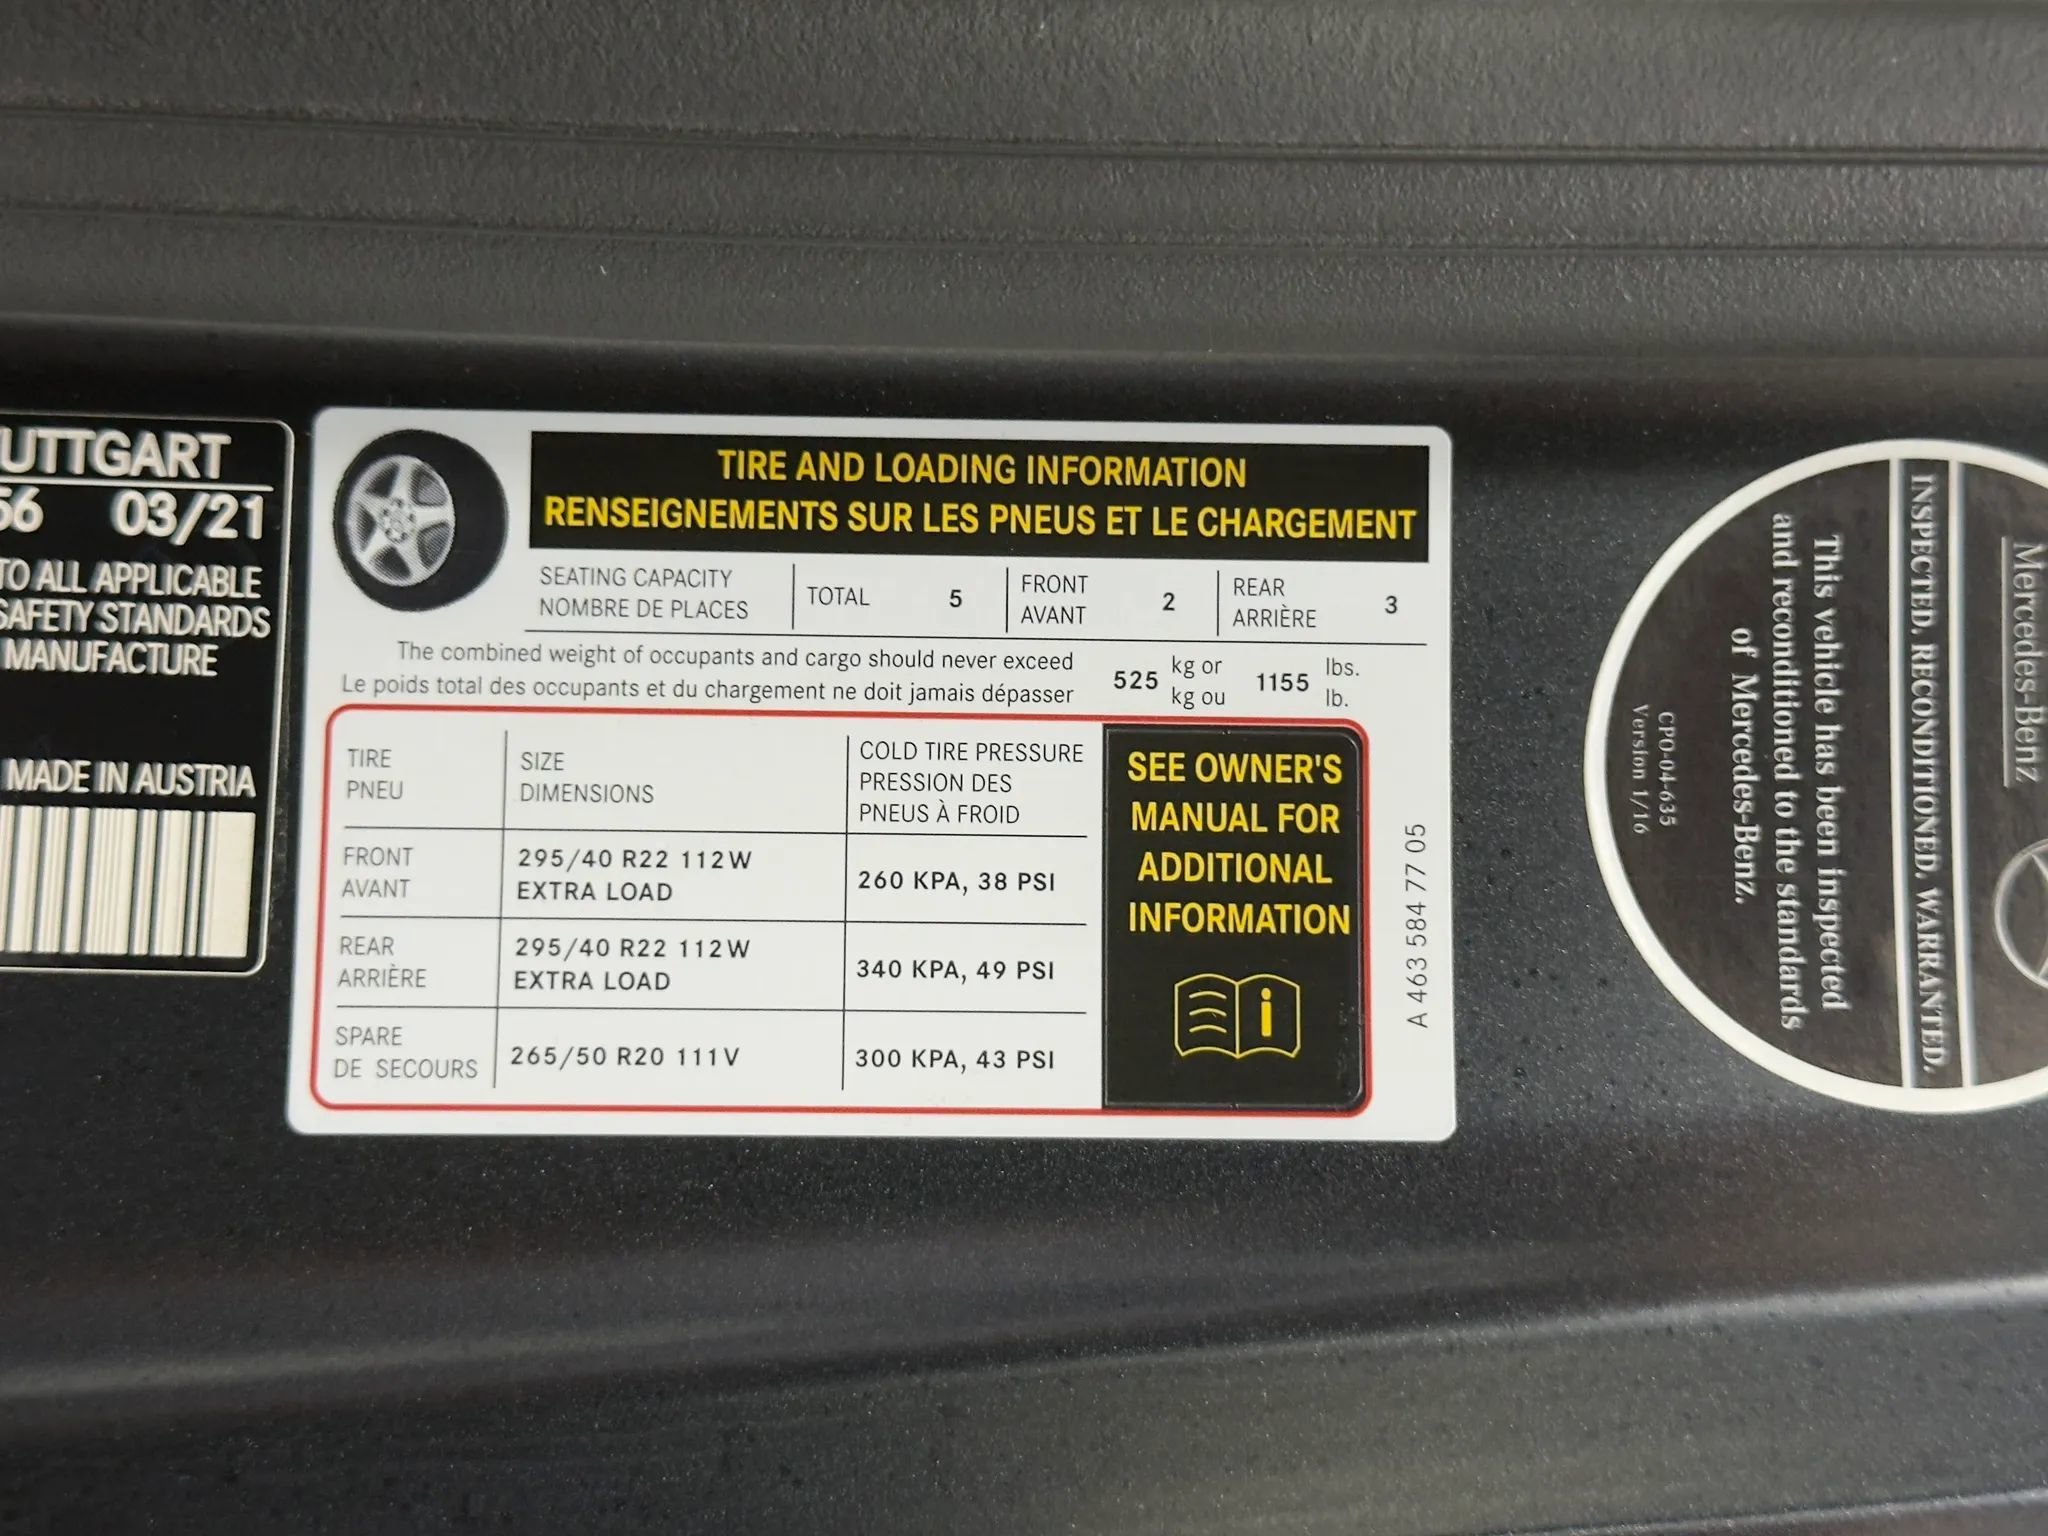 UTTGART
56 03/21
TO ALL APPLICABLE
SAFETY STANDARDS
MANUFACTURE
MADE IN AUSTRIA
TIRE AND LOADING INFORMATION
RENSEIGNEMENTS SUR LES PNEUS ET LE CHARGEMENT
SEATING CAPACITY
NOMBRE DE PLACES
TOTAL 5
FRONT
AVANT
2
REAR
ARRIÈRE
3
The combined weight of occupants and cargo should never exceed
Le poids total des occupants et du chargement ne doit jamais dépasser
525
kg or
kg ou
1155
lbs.
lb.
TIRE
PNEU
SIZE
DIMENSIONS
COLD TIRE PRESSURE
PRESSION DES
PNEUS À FROID
FRONT
AVANT
295/40 R22 112W
EXTRA LOAD
260 KPA, 38 PSI
REAR
ARRIÈRE
295/40 R22 112W
EXTRA LOAD
340 KPA, 49 PSI
SPARE
DE SECOURS
265/50 R20 111V
300 KPA, 43 PSI
SEE OWNER'S
MANUAL FOR
ADDITIONAL
INFORMATION
A 463 584 77 05
Mercedes-Benz
INSPECTED. RECONDITIONED. WARRANTED.
This vehicle has been inspected
and reconditioned to the standards
of Mercedes-Benz.
CPO-04-635
Version 1/16